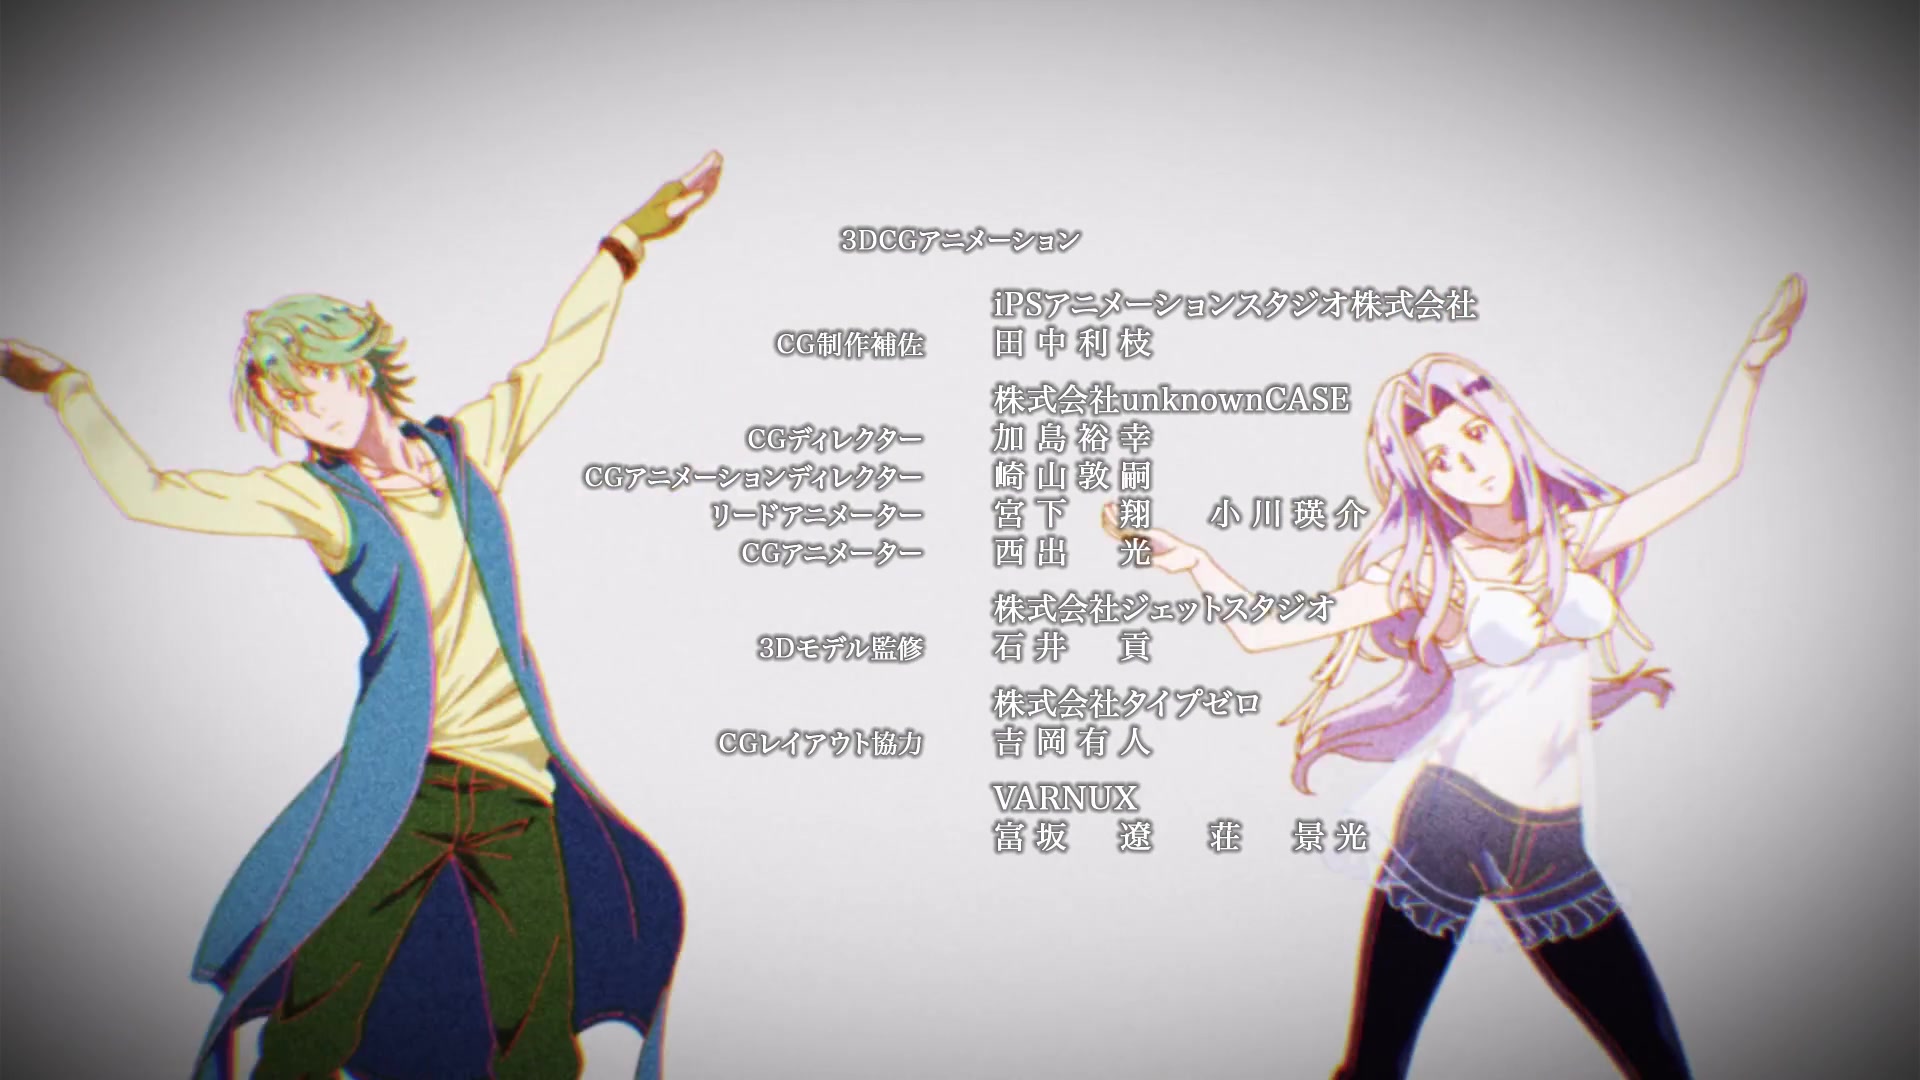 3DCGアニメーション
iPSアニメーションスタジオ株式会社
CG制作補佐 田中利枝
株式会社unknownCASE
CGディレクター 加島裕幸
CGアニメーションディレクター 崎山敦嗣
リードアニメーター 宮下 翔 小川瑛介
CGアニメーター 西出 光
株式会社ジェットスタジオ
3Dモデル監修 石井 貢
株式会社タイプゼロ
CGレイアウト協力 吉岡有人
VARNUX
富坂 遼 荘 景光